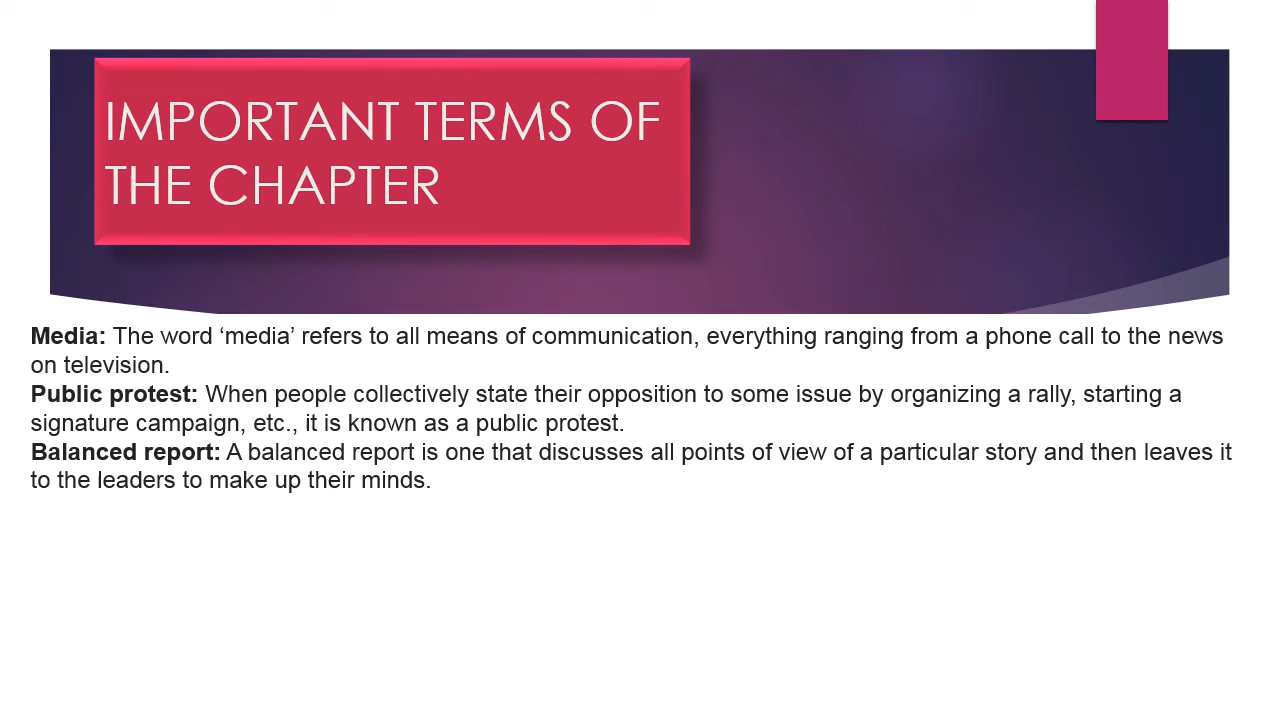 IMPORTANT TERMS OF
THE CHAPTER
Media: The word ‘media’ refers to all means of communication, everything ranging from a phone call to the news
on television.
Public protest: When people collectively state their opposition to some issue by organizing a rally, starting a
signature campaign, etc., it is known as a public protest.
Balanced report: A balanced report is one that discusses all points of view of a particular story and then leaves it
to the leaders to make up their minds.